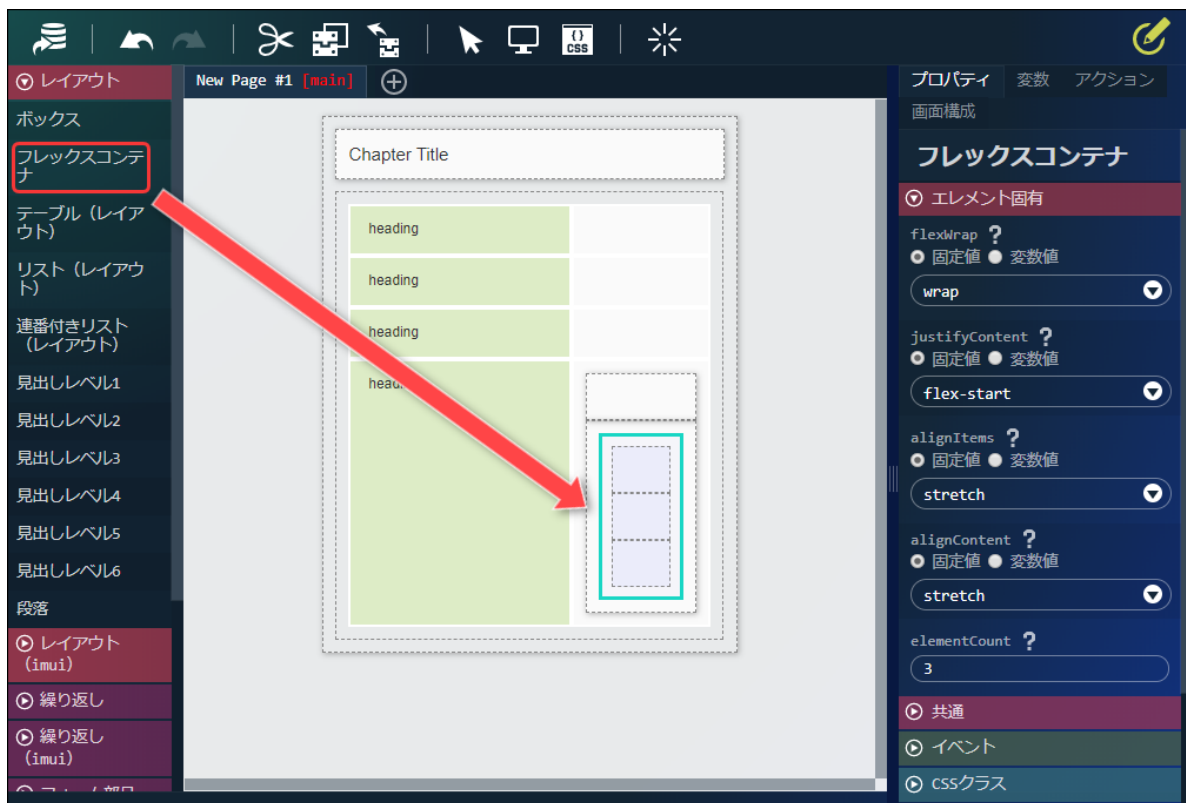 {}
CSS
レイアウト
New Page #1 [main]
プロパティ 変数 アクション
画面構成
ボックス
フレックスコンテ
ナ
テーブル（レイア
ウト）
リスト（レイアウ
ト）
連番付きリスト
（レイアウト）
見出しレベル1
見出しレベル2
見出しレベル3
見出しレベル4
見出しレベル5
見出しレベル6
段落
レイアウト
（imui）
繰り返し
繰り返し
（imui）
Chapter Title
heading
heading
heading
フレックスコンテナ
エレメント固有
flexWrap ?
固定値 変数値
wrap
justifyContent ?
固定値 変数値
flex-start
alignItems ?
固定値 変数値
stretch
alignContent ?
固定値 変数値
stretch
elementCount ?
3
共通
イベント
CSSクラス